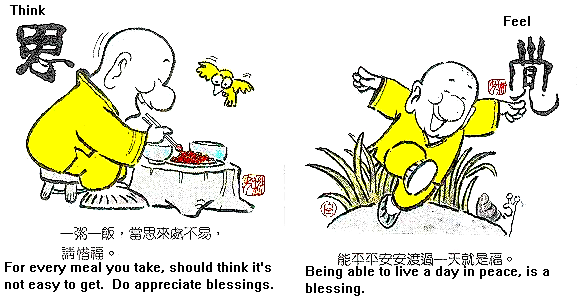 Think
思
一粥一飯，當思來處不易，
請惜福。
For every meal you take, should think it's
not easy to get. Do appreciate blessings.
Feel
能平平安安渡過一天就是福。
Being able to live a day in peace, is a
blessing.